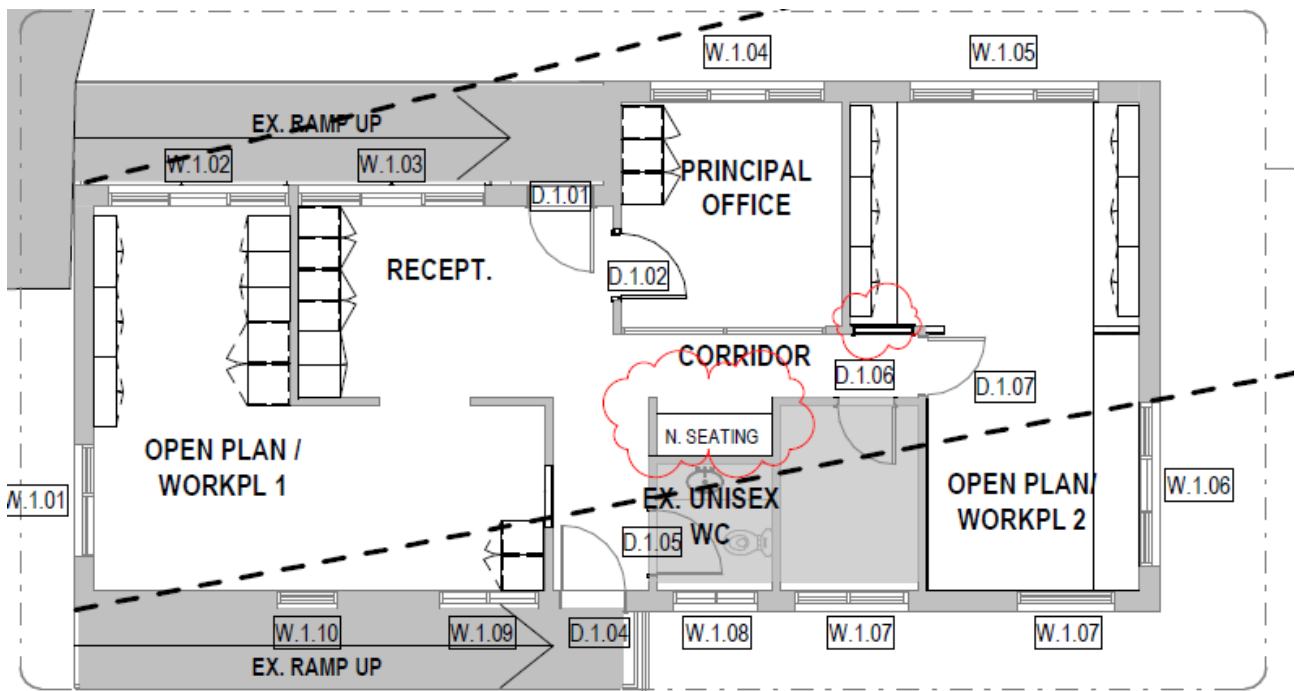 W.1.04
W.1.05
EX. RAMP UP
W.1.02
W.1.03
D.1.01
PRINCIPAL
OFFICE
RECEPT.
D.1.02
CORRIDOR
D.1.06
D.1.07
N. SEATING
OPEN PLAN /
WORKPL 1
W.1.01
EX. UNISEX
WC
D.1.05
OPEN PLAN/
WORKPL 2
W.1.06
W.1.10
W.1.09
D.1.04
W.1.08
W.1.07
W.1.07
EX. RAMP UP